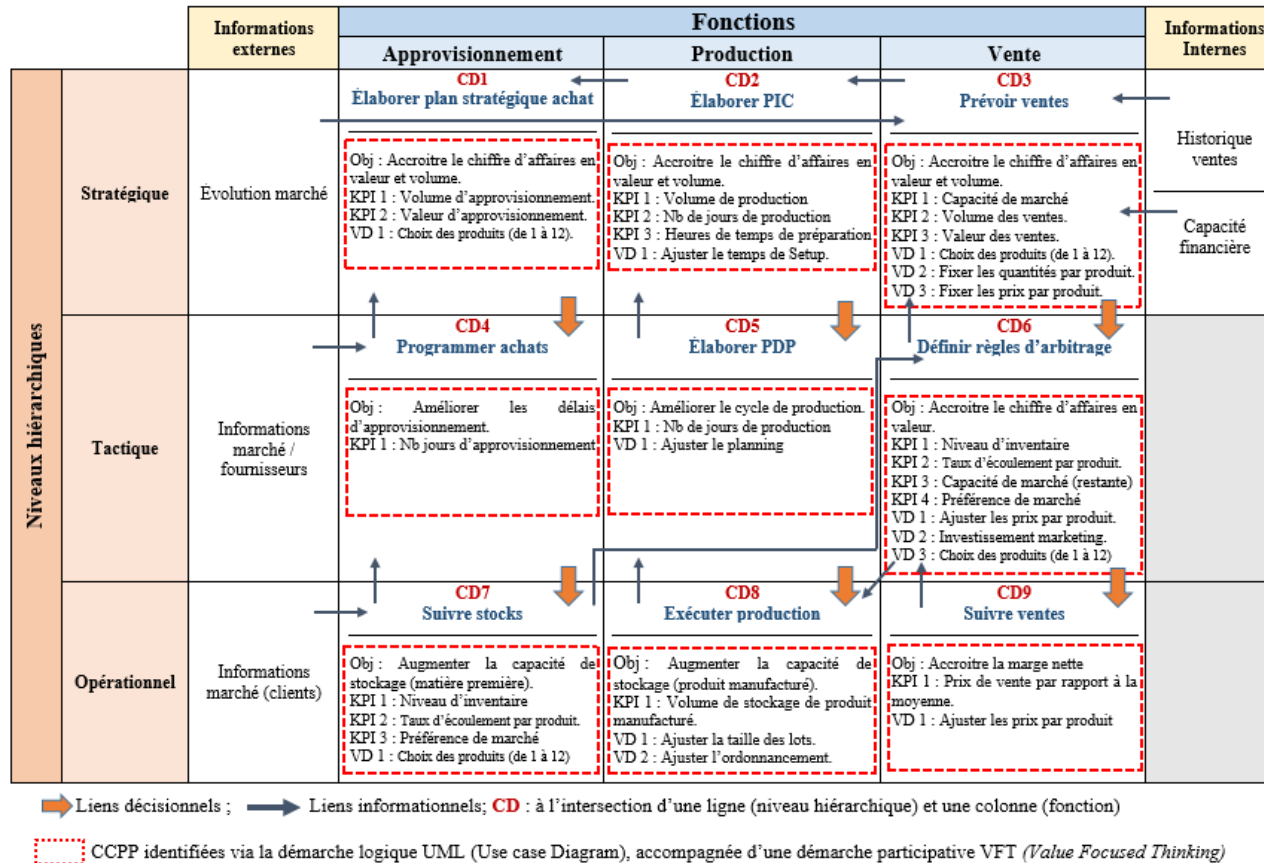 Informations
externes
Fonctions
Informations
Internes
Approvisionnement
Production
Vente
Niveaux hiérarchiques
Stratégique
Évolution marché
CD1
Élaborer plan stratégique achat
Obj : Accroitre le chiffre d'affaires en
valeur et volume.
KPI 1 : Volume d'approvisionnement.
KPI 2 : Valeur d'approvisionnement.
VD 1 : Choix des produits (de 1 à 12).
CD2
Élaborer PIC
Obj : Accroitre le chiffre d'affaires en
valeur et volume.
KPI 1 : Volume de production
KPI 2 : Nb de jours de production
KPI 3 : Heures de temps de préparation
VD 1 : Ajuster le temps de Setup.
CD3
Prévoir ventes
Obj : Accroitre le chiffre d'affaires en
valeur et volume.
KPI 1 : Capacité de marché
KPI 2 : Volume des ventes.
KPI 3 : Valeur des ventes.
VD 1 : Choix des produits (de 1 à 12).
VD 2 : Fixer les quantités par produit.
VD 3 : Fixer les prix par produit.
Historique
ventes
Capacité
financière
Tactique
Informations
marché /
fournisseurs
CD4
Programmer achats
Obj : Améliorer les délais
d'approvisionnement.
KPI 1 : Nb jours d'approvisionnement
CD5
Élaborer PDP
Obj : Améliorer le cycle de production.
KPI 1 : Nb de jours de production
VD 1 : Ajuster le planning
CD6
Définir règles d'arbitrage
Obj : Accroitre le chiffre d'affaires en
valeur.
KPI 1 : Niveau d'inventaire
KPI 2 : Taux d'écoulement par produit.
KPI 3 : Capacité de marché (restante)
KPI 4 : Préférence de marché
VD 1 : Ajuster les prix par produit.
VD 2 : Investissement marketing.
VD 3 : Choix des produits (de 1 à 12)
Opérationnel
Informations
marché (clients)
CD7
Suivre stocks
Obj : Augmenter la capacité de
stockage (matière première).
KPI 1 : Niveau d'inventaire
KPI 2 : Taux d'écoulement par produit.
KPI 3 : Préférence de marché
VD 1 : Choix des produits (de 1 à 12)
CD8
Exécuter production
Obj : Augmenter la capacité de
stockage (produit manufacturé).
KPI 1 : Volume de stockage de produit
manufacturé.
VD 1 : Ajuster la taille des lots.
VD 2 : Ajuster l'ordonnancement.
CD9
Suivre ventes
Obj : Accroitre la marge nette
KPI 1 : Prix de vente par rapport à la
moyenne.
VD 1 : Ajuster les prix par produit
Liens décisionnels ; Liens informationnels; CD : à l'intersection d'une ligne (niveau hiérarchique) et une colonne (fonction)
CCPP identifiées via la démarche logique UML (Use case Diagram), accompagnée d'une démarche participative VFT (Value Focused Thinking)